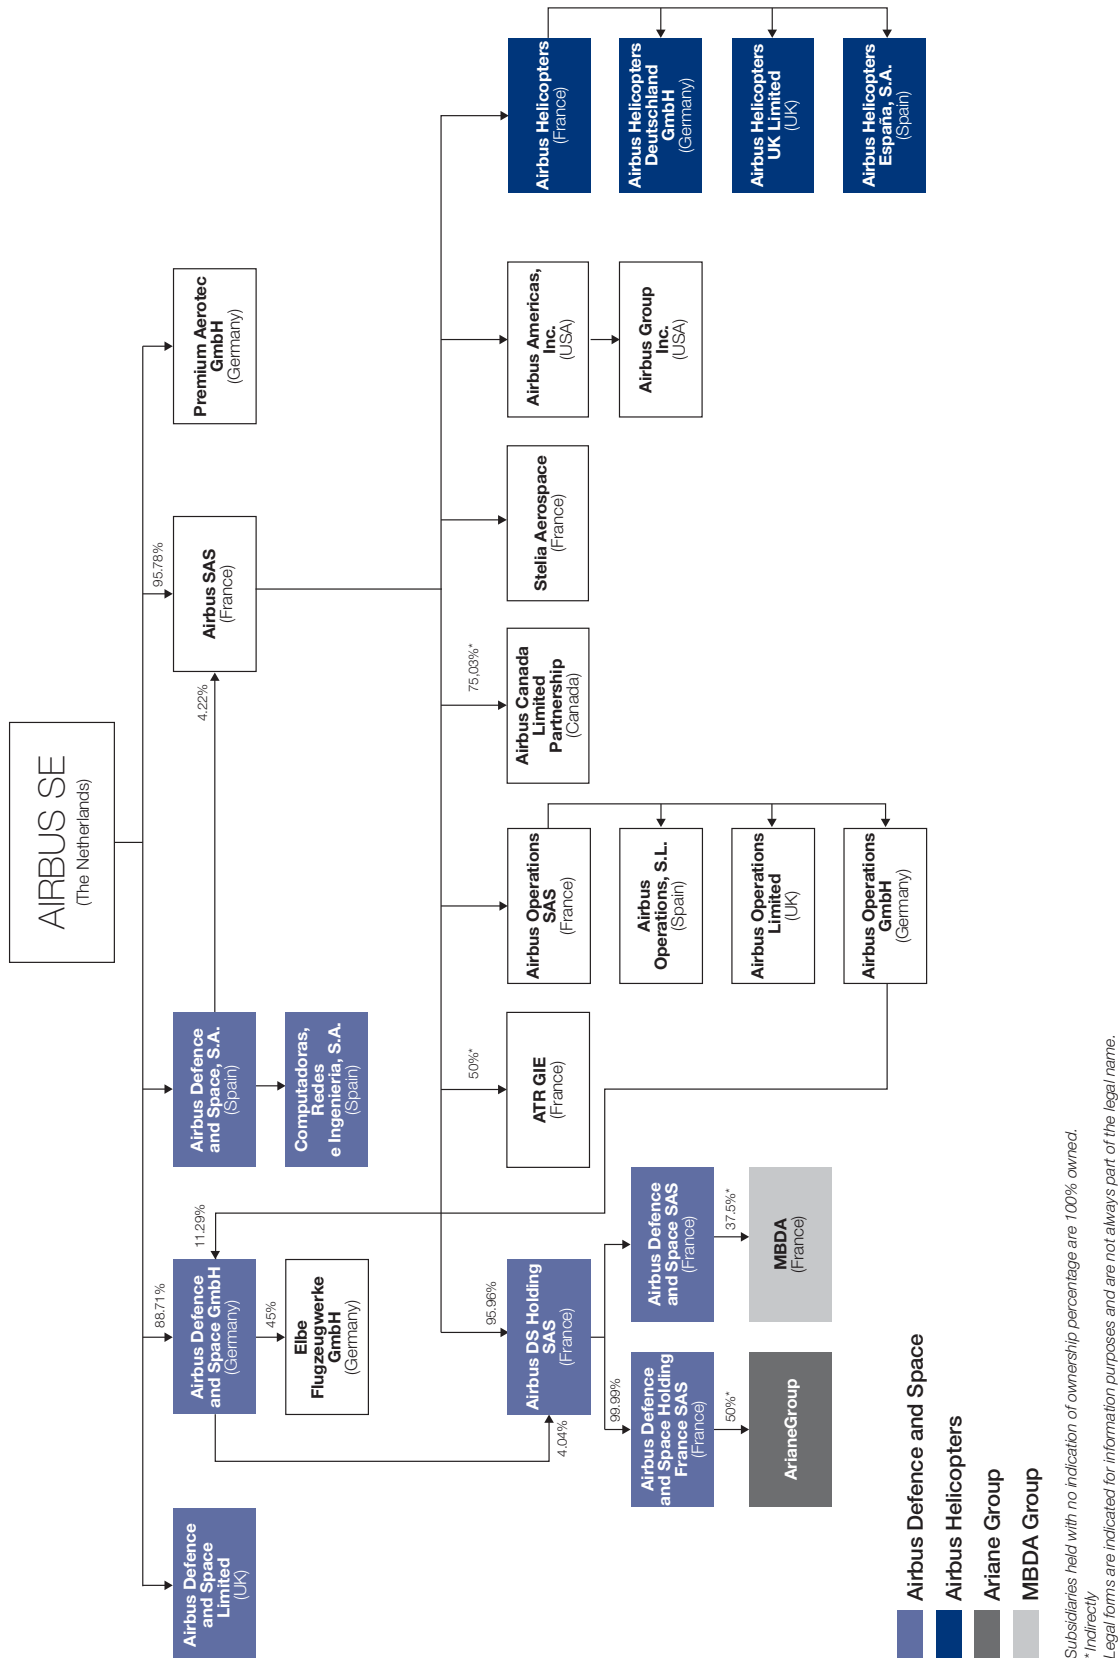 AIRBUS SE
(The Netherlands)
Airbus Defence
and Space
Limited
(UK)
88.71%
Airbus Defence
and Space GmbH
(Germany)
11.29%
45%
Elbe
Flugzeugwerke
GmbH
(Germany)
Airbus Defence
and Space, S.A.
(Spain)
Computadoras,
Redes
e Ingenieria, S.A.
(Spain)
4.22%
95.78%
Airbus SAS
(France)
Premium Aerotec
GmbH
(Germany)
4.04%
95.96%
Airbus DS Holding
SAS
(France)
99.99%
Airbus Defence
and Space Holding
France SAS
(France)
50%*
ArianeGroup
Airbus Defence
and Space SAS
(France)
37.5%*
MBDA
(France)
50%*
ATR GIE
(France)
Airbus Operations
SAS
(France)
Airbus
Operations, S.L.
(Spain)
Airbus Operations
Limited
(UK)
Airbus Operations
GmbH
(Germany)
75,03%*
Airbus Canada
Limited
Partnership
(Canada)
Stelia Aerospace
(France)
Airbus Americas,
Inc.
(USA)
Airbus Group
Inc.
(USA)
Airbus Helicopters
(France)
Airbus Helicopters
Deutschland
GmbH
(Germany)
Airbus Helicopters
UK Limited
(UK)
Airbus Helicopters
España, S.A.
(Spain)
Airbus Defence and Space
Airbus Helicopters
Ariane Group
MBDA Group
Subsidiaries held with no indication of ownership percentage are 100% owned.
* Indirectly
Legal forms are indicated for information purposes and are not always part of the legal name.